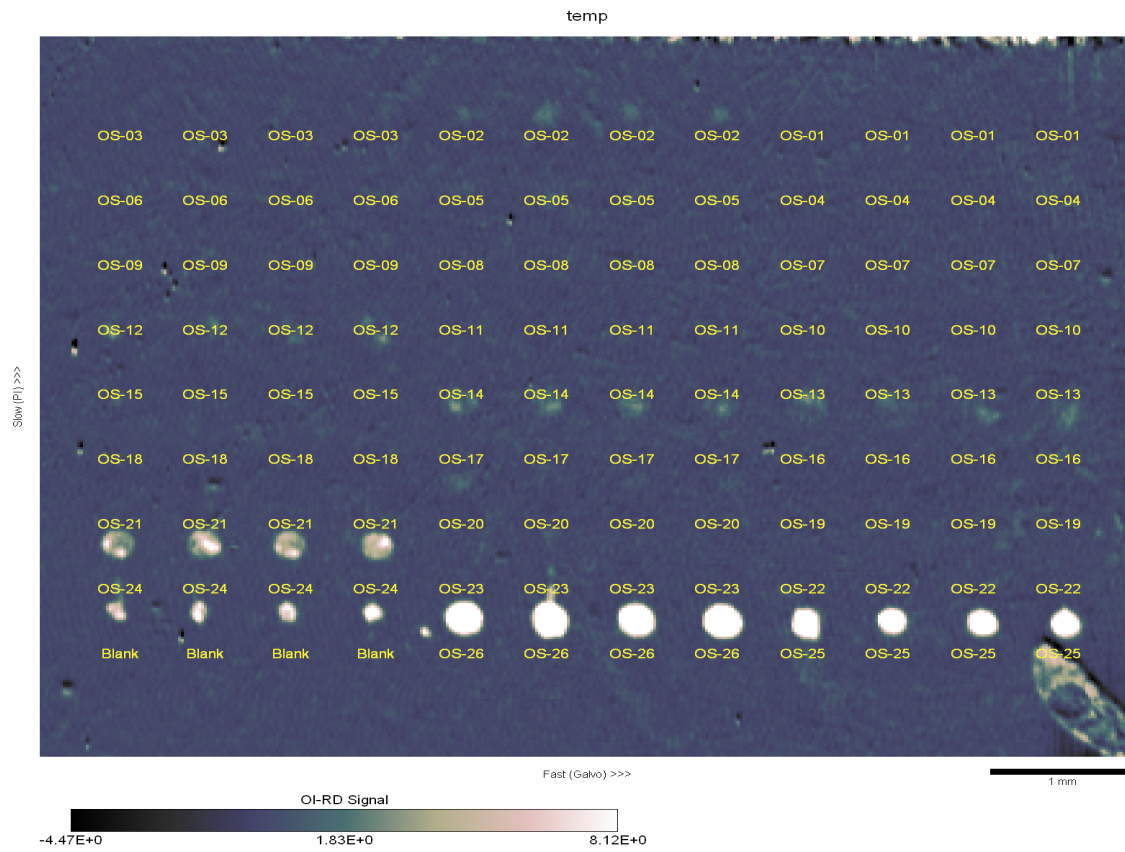 temp
OS-03 OS-03 OS-03 OS-03 OS-02 OS-02 OS-02 OS-02 OS-01 OS-01 OS-01 OS-01
OS-06 OS-06 OS-06 OS-06 OS-05 OS-05 OS-05 OS-05 OS-04 OS-04 OS-04 OS-04
OS-09 OS-09 OS-09 OS-09 OS-08 OS-08 OS-08 OS-08 OS-07 OS-07 OS-07 OS-07
OS-12 OS-12 OS-12 OS-12 OS-11 OS-11 OS-11 OS-11 OS-10 OS-10 OS-10 OS-10
OS-15 OS-15 OS-15 OS-15 OS-14 OS-14 OS-14 OS-14 OS-13 OS-13 OS-13 OS-13
OS-18 OS-18 OS-18 OS-18 OS-17 OS-17 OS-17 OS-17 OS-16 OS-16 OS-16 OS-16
OS-21 OS-21 OS-21 OS-21 OS-20 OS-20 OS-20 OS-20 OS-19 OS-19 OS-19 OS-19
OS-24 OS-24 OS-24 OS-24 OS-23 OS-23 OS-23 OS-23 OS-22 OS-22 OS-22 OS-22
Blank Blank Blank Blank OS-26 OS-26 OS-26 OS-26 OS-25 OS-25 OS-25 OS-25
Slow (PI) >>>
Fast (Galvo) >>>
1 mm
OI-RD Signal
-4.47E+0 1.83E+0 8.12E+0